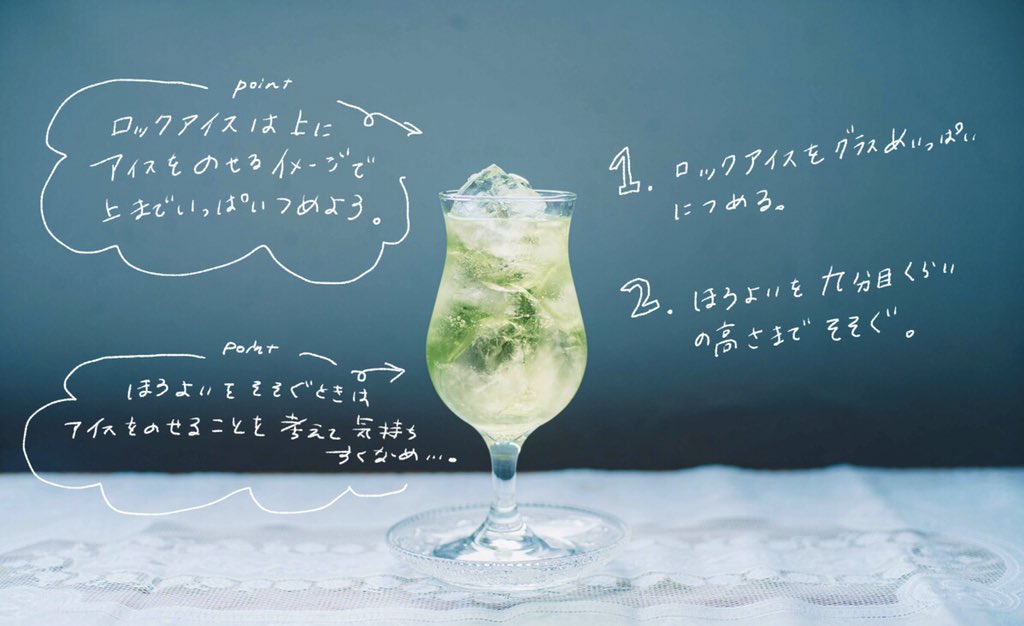 point
ロックアイスは上に
アイスをのせるイメージで
上までいっぱいつめよう。
point
ほろよいをそそぐときは
アイスをのせることを考えて気持ち
すくなめ…。
1. ロックアイスをグラスめいっぱい
につめる。
2. ほろよいを九分目くらい
の高さまでそそぐ。